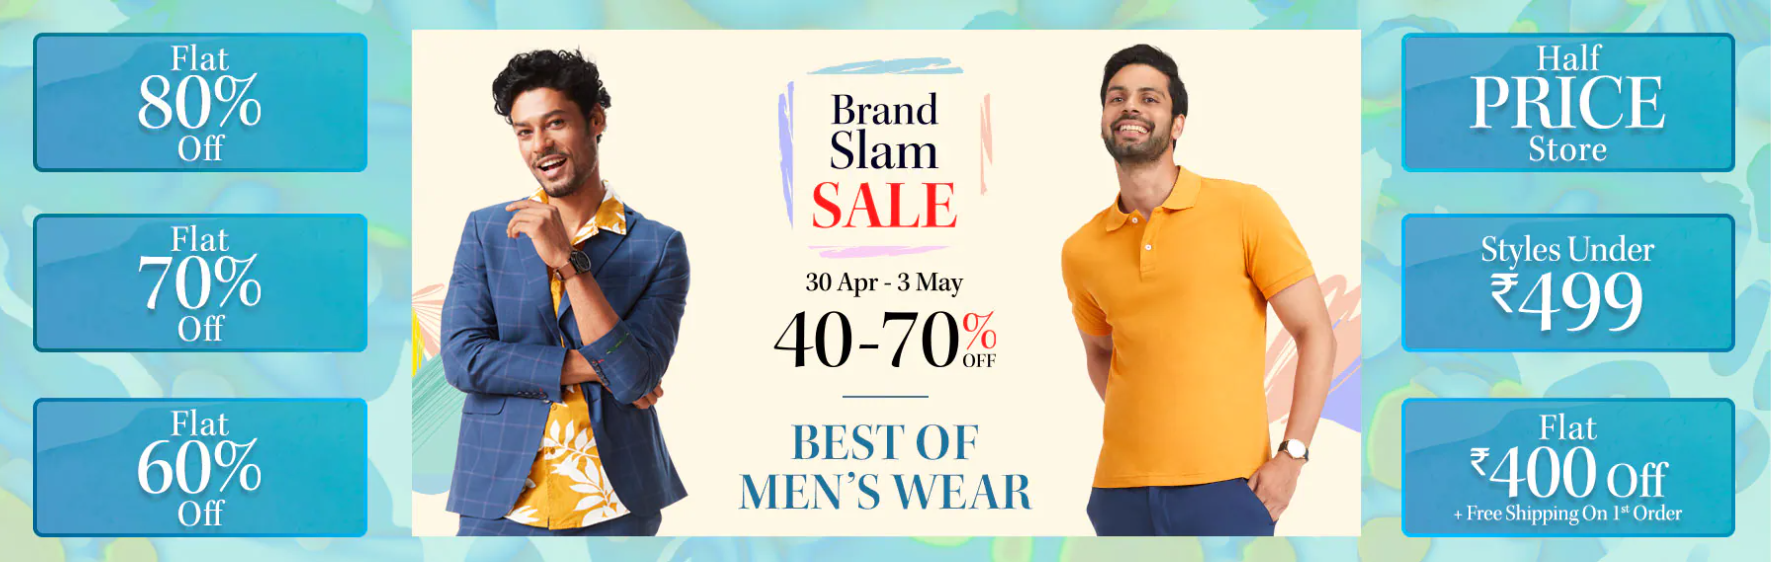 Flat
80%
Off
Flat
70%
Off
Flat
60%
Off
Brand
Slam
SALE
30 Apr - 3 May
40-70%
OFF
BEST OF
MEN'S WEAR
Half
PRICE
Store
Styles Under
₹499
Flat
₹400 Off
+ Free Shipping On 1st Order